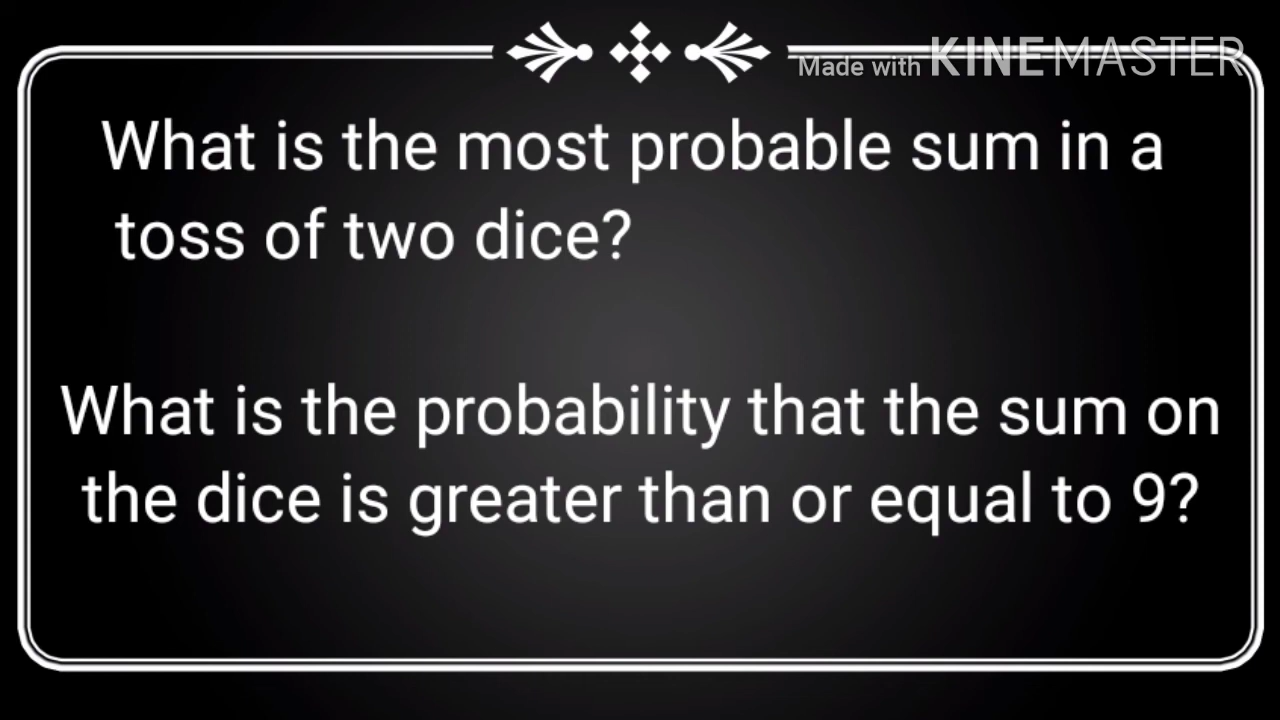 Made with KINEMASTER
What is the most probable sum in a
toss of two dice?
What is the probability that the sum on
the dice is greater than or equal to 9?